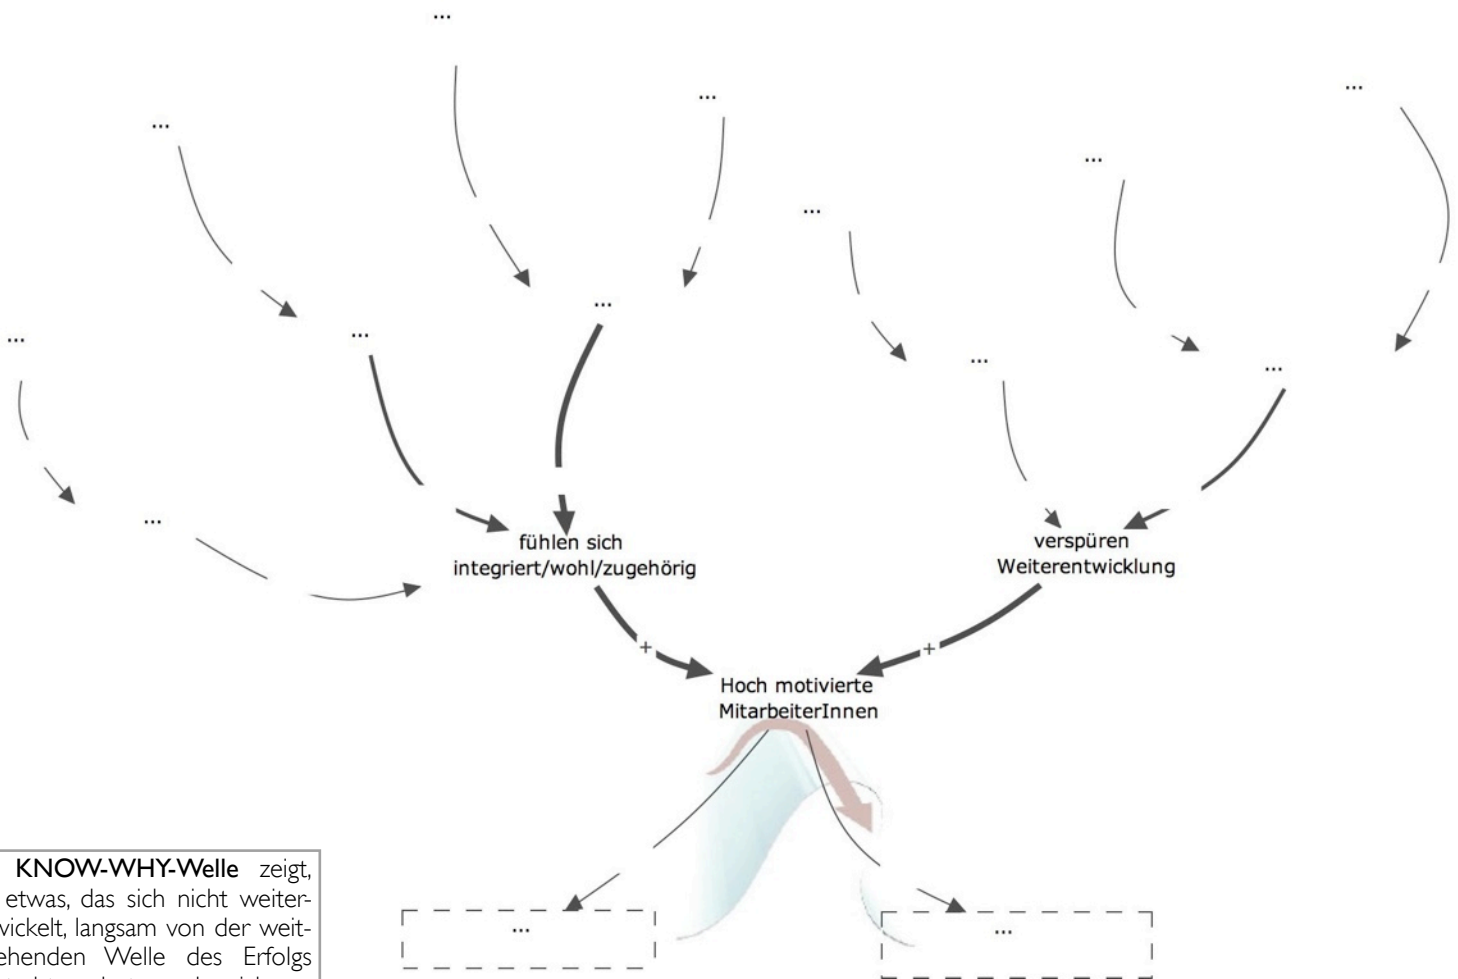 ...
...
...
...
...
...
...
...
...
...
...
...
...
fühlen sich
integriert/wohl/zugehörig
verspüren
Weiterentwicklung
+
+
Hoch motivierte
MitarbeiterInnen
KNOW-WHY-Welle zeigt,
etwas, das sich nicht weiter-
wickelt, langsam von der weit-
ehenden Welle des Erfolgs
...
...